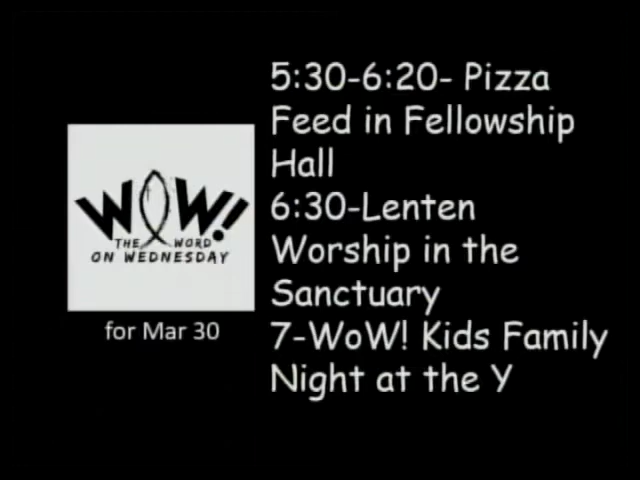 WOW!
THE WORD
ON WEDNESDAY
for Mar 30
5:30-6:20- Pizza
Feed in Fellowship
Hall
6:30-Lenten
Worship in the
Sanctuary
7-WoW! Kids Family
Night at the Y